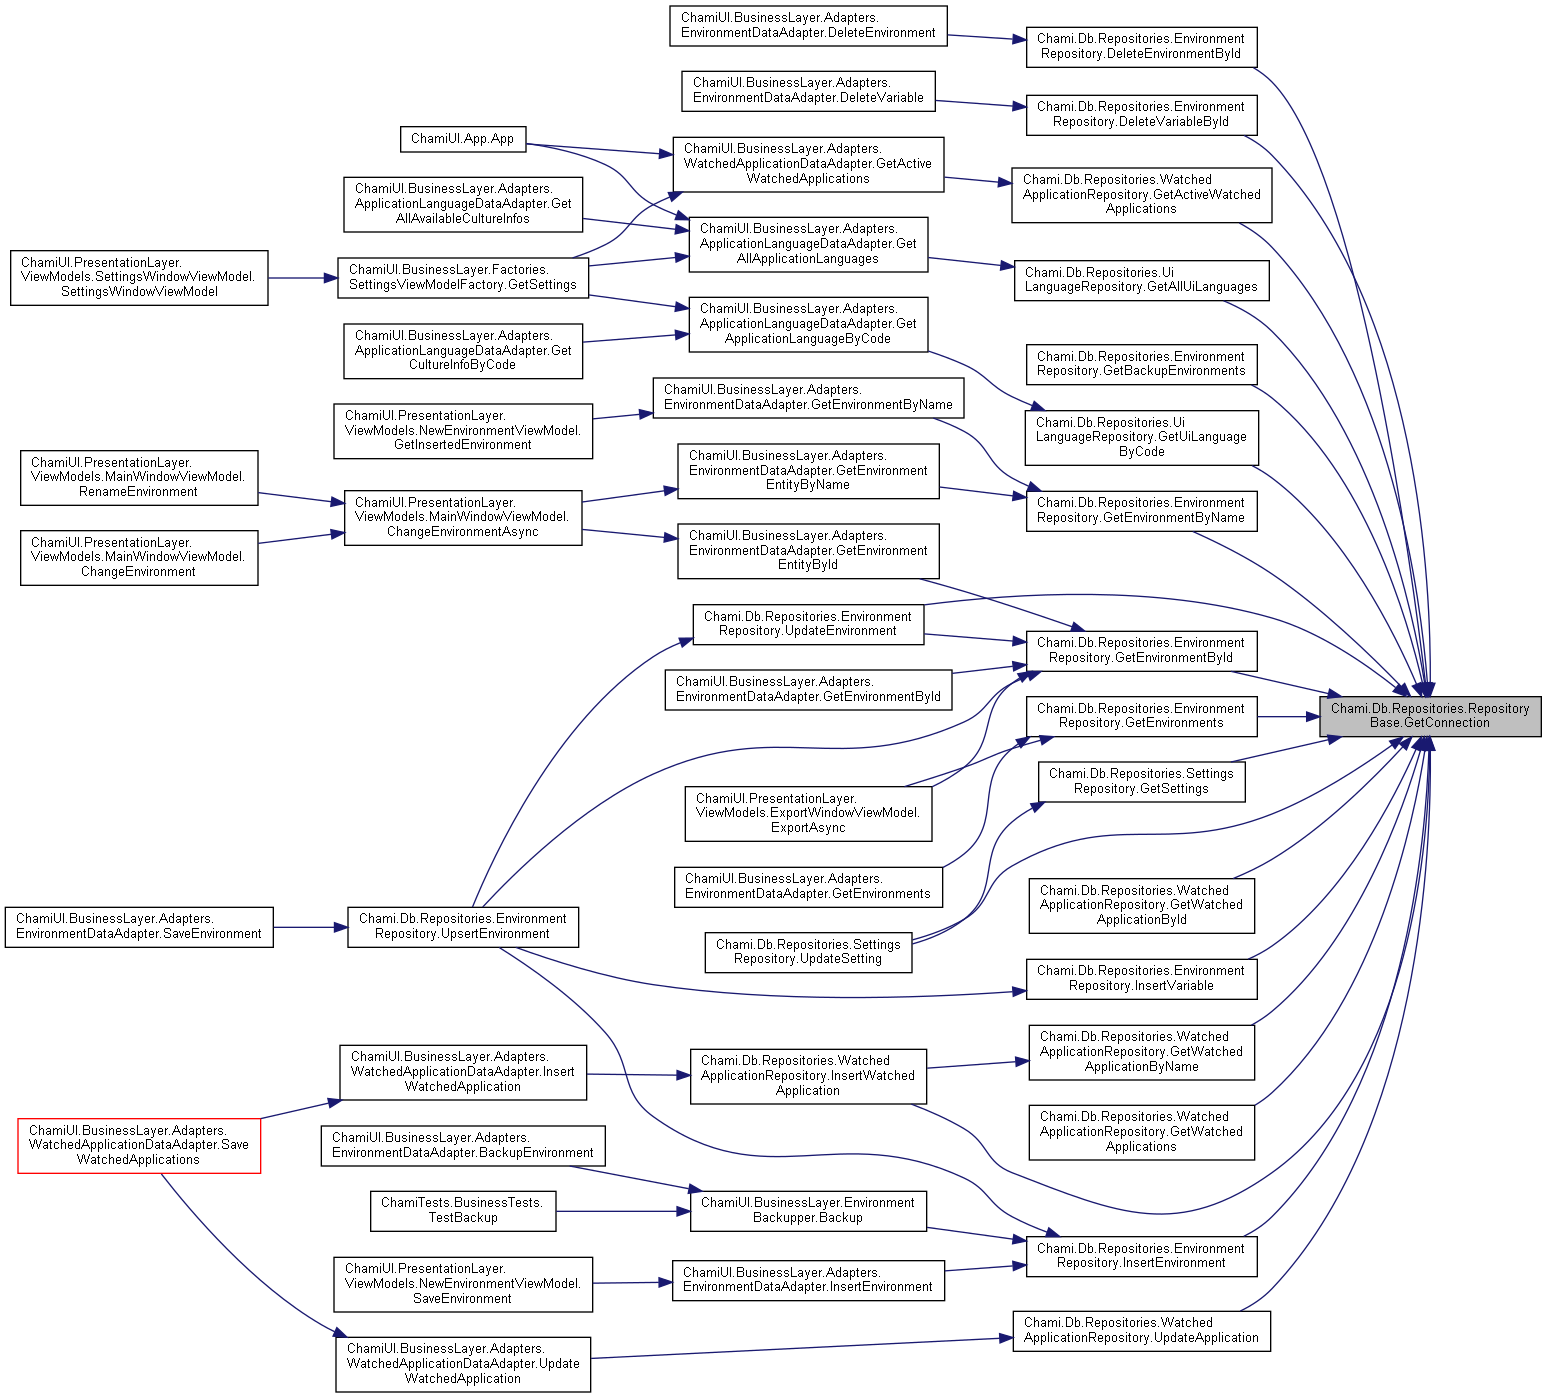 ChamiUI.BusinessLayer.Adapters.
EnvironmentDataAdapter.DeleteEnvironment
Chami.Db.Repositories.Environment
Repository.DeleteEnvironmentById
ChamiUI.BusinessLayer.Adapters.
EnvironmentDataAdapter.DeleteVariable
Chami.Db.Repositories.Environment
Repository.DeleteVariableById
ChamiUI.App.App
ChamiUI.BusinessLayer.Adapters.
WatchedApplicationDataAdapter.GetActive
WatchedApplications
Chami.Db.Repositories.Watched
ApplicationRepository.GetActiveWatched
Applications
ChamiUI.BusinessLayer.Adapters.
ApplicationLanguageDataAdapter.Get
AllAvailableCultureInfos
ChamiUI.BusinessLayer.Adapters.
ApplicationLanguageDataAdapter.Get
AllApplicationLanguages
ChamiUI.PresentationLayer.
ViewModels.SettingsWindowViewModel.
SettingsWindowViewModel
ChamiUI.BusinessLayer.Factories.
SettingsViewModelFactory.GetSettings
Chami.Db.Repositories.Ui
LanguageRepository.GetAllUiLanguages
ChamiUI.BusinessLayer.Adapters.
ApplicationLanguageDataAdapter.Get
ApplicationLanguageByCode
ChamiUI.BusinessLayer.Adapters.
ApplicationLanguageDataAdapter.Get
CultureInfoByCode
Chami.Db.Repositories.Environment
Repository.GetBackupEnvironments
ChamiUI.BusinessLayer.Adapters.
EnvironmentDataAdapter.GetEnvironmentByName
ChamiUI.PresentationLayer.
ViewModels.NewEnvironmentViewModel.
GetInsertedEnvironment
Chami.Db.Repositories.Ui
LanguageRepository.GetUiLanguage
ByCode
ChamiUI.PresentationLayer.
ViewModels.MainWindowViewModel.
RenameEnvironment
ChamiUI.BusinessLayer.Adapters.
EnvironmentDataAdapter.GetEnvironment
EntityByName
ChamiUI.PresentationLayer.
ViewModels.MainWindowViewModel.
ChangeEnvironmentAsync
Chami.Db.Repositories.Environment
Repository.GetEnvironmentByName
ChamiUI.PresentationLayer.
ViewModels.MainWindowViewModel.
ChangeEnvironment
ChamiUI.BusinessLayer.Adapters.
EnvironmentDataAdapter.GetEnvironment
EntityById
Chami.Db.Repositories.Environment
Repository.UpdateEnvironment
Chami.Db.Repositories.Environment
Repository.GetEnvironmentById
ChamiUI.BusinessLayer.Adapters.
EnvironmentDataAdapter.GetEnvironmentById
Chami.Db.Repositories.Environment
Repository.GetEnvironments
Chami.Db.Repositories.Repository
Base.GetConnection
Chami.Db.Repositories.Settings
Repository.GetSettings
ChamiUI.PresentationLayer.
ViewModels.ExportWindowViewModel.
ExportAsync
ChamiUI.BusinessLayer.Adapters.
EnvironmentDataAdapter.GetEnvironments
Chami.Db.Repositories.Watched
ApplicationRepository.GetWatched
ApplicationById
ChamiUI.BusinessLayer.Adapters.
EnvironmentDataAdapter.SaveEnvironment
Chami.Db.Repositories.Environment
Repository.UpsertEnvironment
Chami.Db.Repositories.Settings
Repository.UpdateSetting
Chami.Db.Repositories.Environment
Repository.InsertVariable
Chami.Db.Repositories.Watched
ApplicationRepository.GetWatched
ApplicationByName
ChamiUI.BusinessLayer.Adapters.
WatchedApplicationDataAdapter.Insert
WatchedApplication
Chami.Db.Repositories.Watched
ApplicationRepository.InsertWatched
Application
Chami.Db.Repositories.Watched
ApplicationRepository.GetWatched
Applications
ChamiUI.BusinessLayer.Adapters.
WatchedApplicationDataAdapter.Save
WatchedApplications
ChamiUI.BusinessLayer.Adapters.
EnvironmentDataAdapter.BackupEnvironment
ChamiTests.BusinessTests.
TestBackup
ChamiUI.BusinessLayer.Environment
Backupper.Backup
Chami.Db.Repositories.Environment
Repository.InsertEnvironment
ChamiUI.PresentationLayer.
ViewModels.NewEnvironmentViewModel.
SaveEnvironment
ChamiUI.BusinessLayer.Adapters.
EnvironmentDataAdapter.InsertEnvironment
Chami.Db.Repositories.Watched
ApplicationRepository.UpdateApplication
ChamiUI.BusinessLayer.Adapters.
WatchedApplicationDataAdapter.Update
WatchedApplication